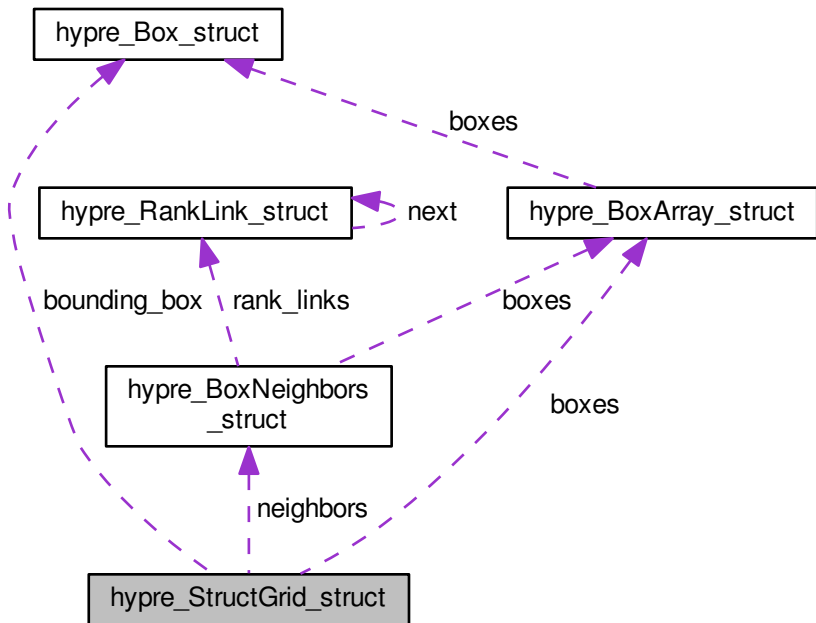 hypre_Box_struct
boxes
hypre_RankLink_struct
next
hypre_BoxArray_struct
bounding_box
rank_links
boxes
hypre_BoxNeighbors
_struct
boxes
neighbors
hypre_StructGrid_struct